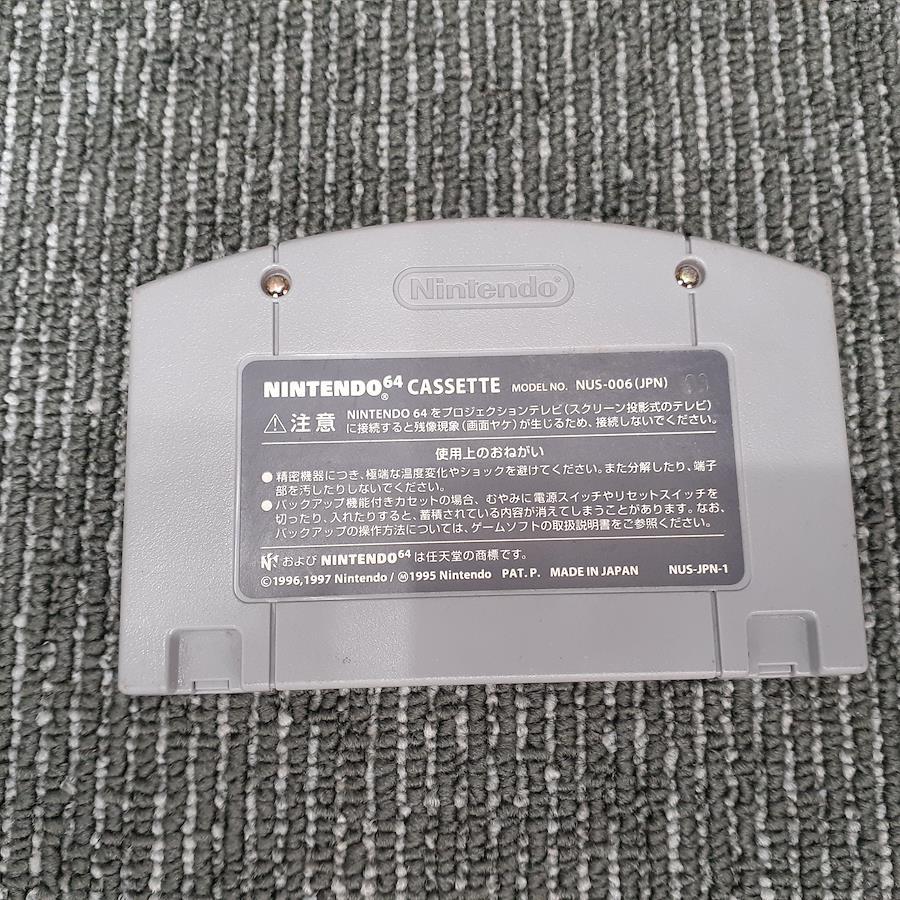 Nintendo®
NINTENDO64® CASSETTE MODEL NO. NUS-006(JPN)
⚠注意 NINTENDO 64をプロジェクションテレビ(スクリーン投影式のテレビ)
に接続すると残像現象(画面ヤケ)が生じるため、接続しないでください。
使用上のおねがい
●精密機器につき、極端な温度変化やショックを避けてください。また分解したり、端子
部を汚したりしないでください。
●バックアップ機能付きカセットの場合、むやみに電源スイッチやリセットスイッチを
切ったり、入れたりすると、蓄積されている内容が消えてしまうことがあります。なお、
バックアップの操作方法については、ゲームソフトの取扱説明書をご参照ください。
および NINTENDO64 は任天堂の商標です。
©1996,1997 Nintendo / Ⓜ1995 Nintendo PAT. P. MADE IN JAPAN NUS-JPN-1